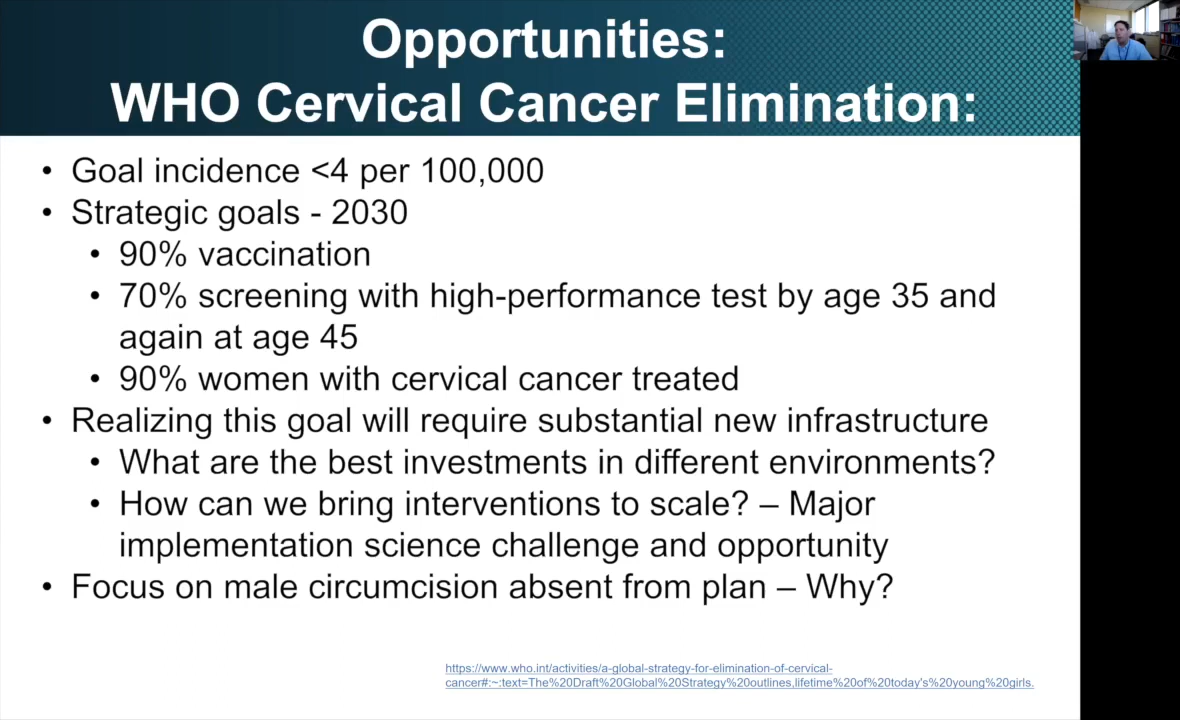 Opportunities:
WHO Cervical Cancer Elimination:
• Goal incidence <4 per 100,000
• Strategic goals - 2030
• 90% vaccination
• 70% screening with high-performance test by age 35 and
again at age 45
• 90% women with cervical cancer treated
• Realizing this goal will require substantial new infrastructure
• What are the best investments in different environments?
• How can we bring interventions to scale? – Major
implementation science challenge and opportunity
• Focus on male circumcision absent from plan – Why?
https://www.who.int/activities/a-global-strategy-for-elimination-of-cervical-
cancer#:~:text=The%20Draft%20Global%20Strategy%20outlines,lifetime%20of%20today's%20young%20girls.